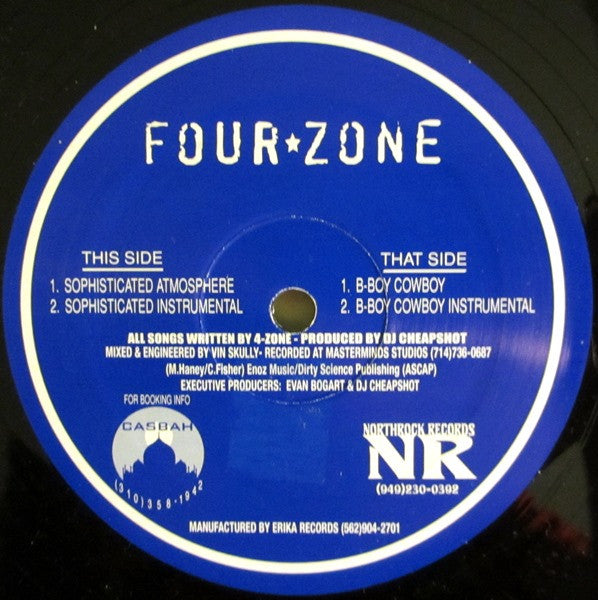 FOUR★ZONE
THIS SIDE
1. SOPHISTICATED ATMOSPHERE
2. SOPHISTICATED INSTRUMENTAL
THAT SIDE
1. B-BOY COWBOY
2. B-BOY COWBOY INSTRUMENTAL
ALL SONGS WRITTEN BY 4-ZONE - PRODUCED BY DJ CHEAPSHOT
MIXED & ENGINEERED BY VIN SKULLY- RECORDED AT MASTERMINDS STUDIOS (714)736-0687
(M.Haney/C.Fisher) Enoz Music/Dirty Science Publishing (ASCAP)
EXECUTIVE PRODUCERS: EVAN BOGART & DJ CHEAPSHOT
FOR BOOKING INFO
CASBAH
(310)358-1942
NORTHROCK RECORDS
NR
(949)230-0392
MANUFACTURED BY ERIKA RECORDS (562)904-2701